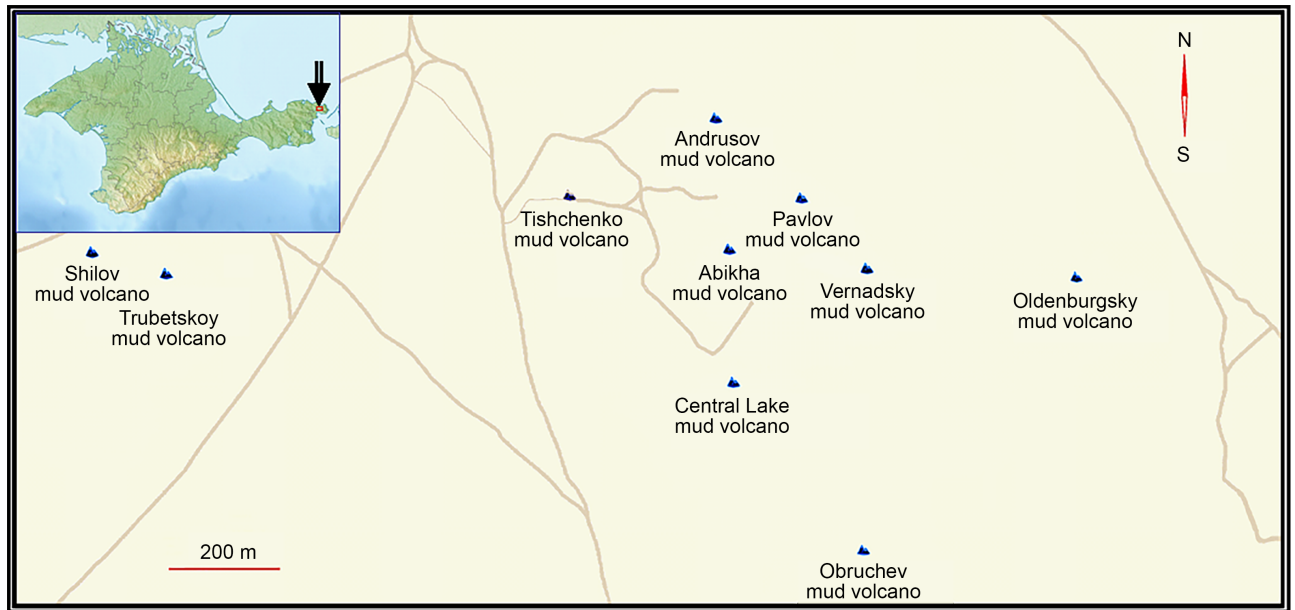 N
S
Andrusov
mud volcano
Tishchenko
mud volcano
Pavlov
mud volcano
Shilov
mud volcano
Abikha
mud volcano
Vernadsky
mud volcano
Oldenburgsky
mud volcano
Trubetskoy
mud volcano
Central Lake
mud volcano
200 m
Obruchev
mud volcano